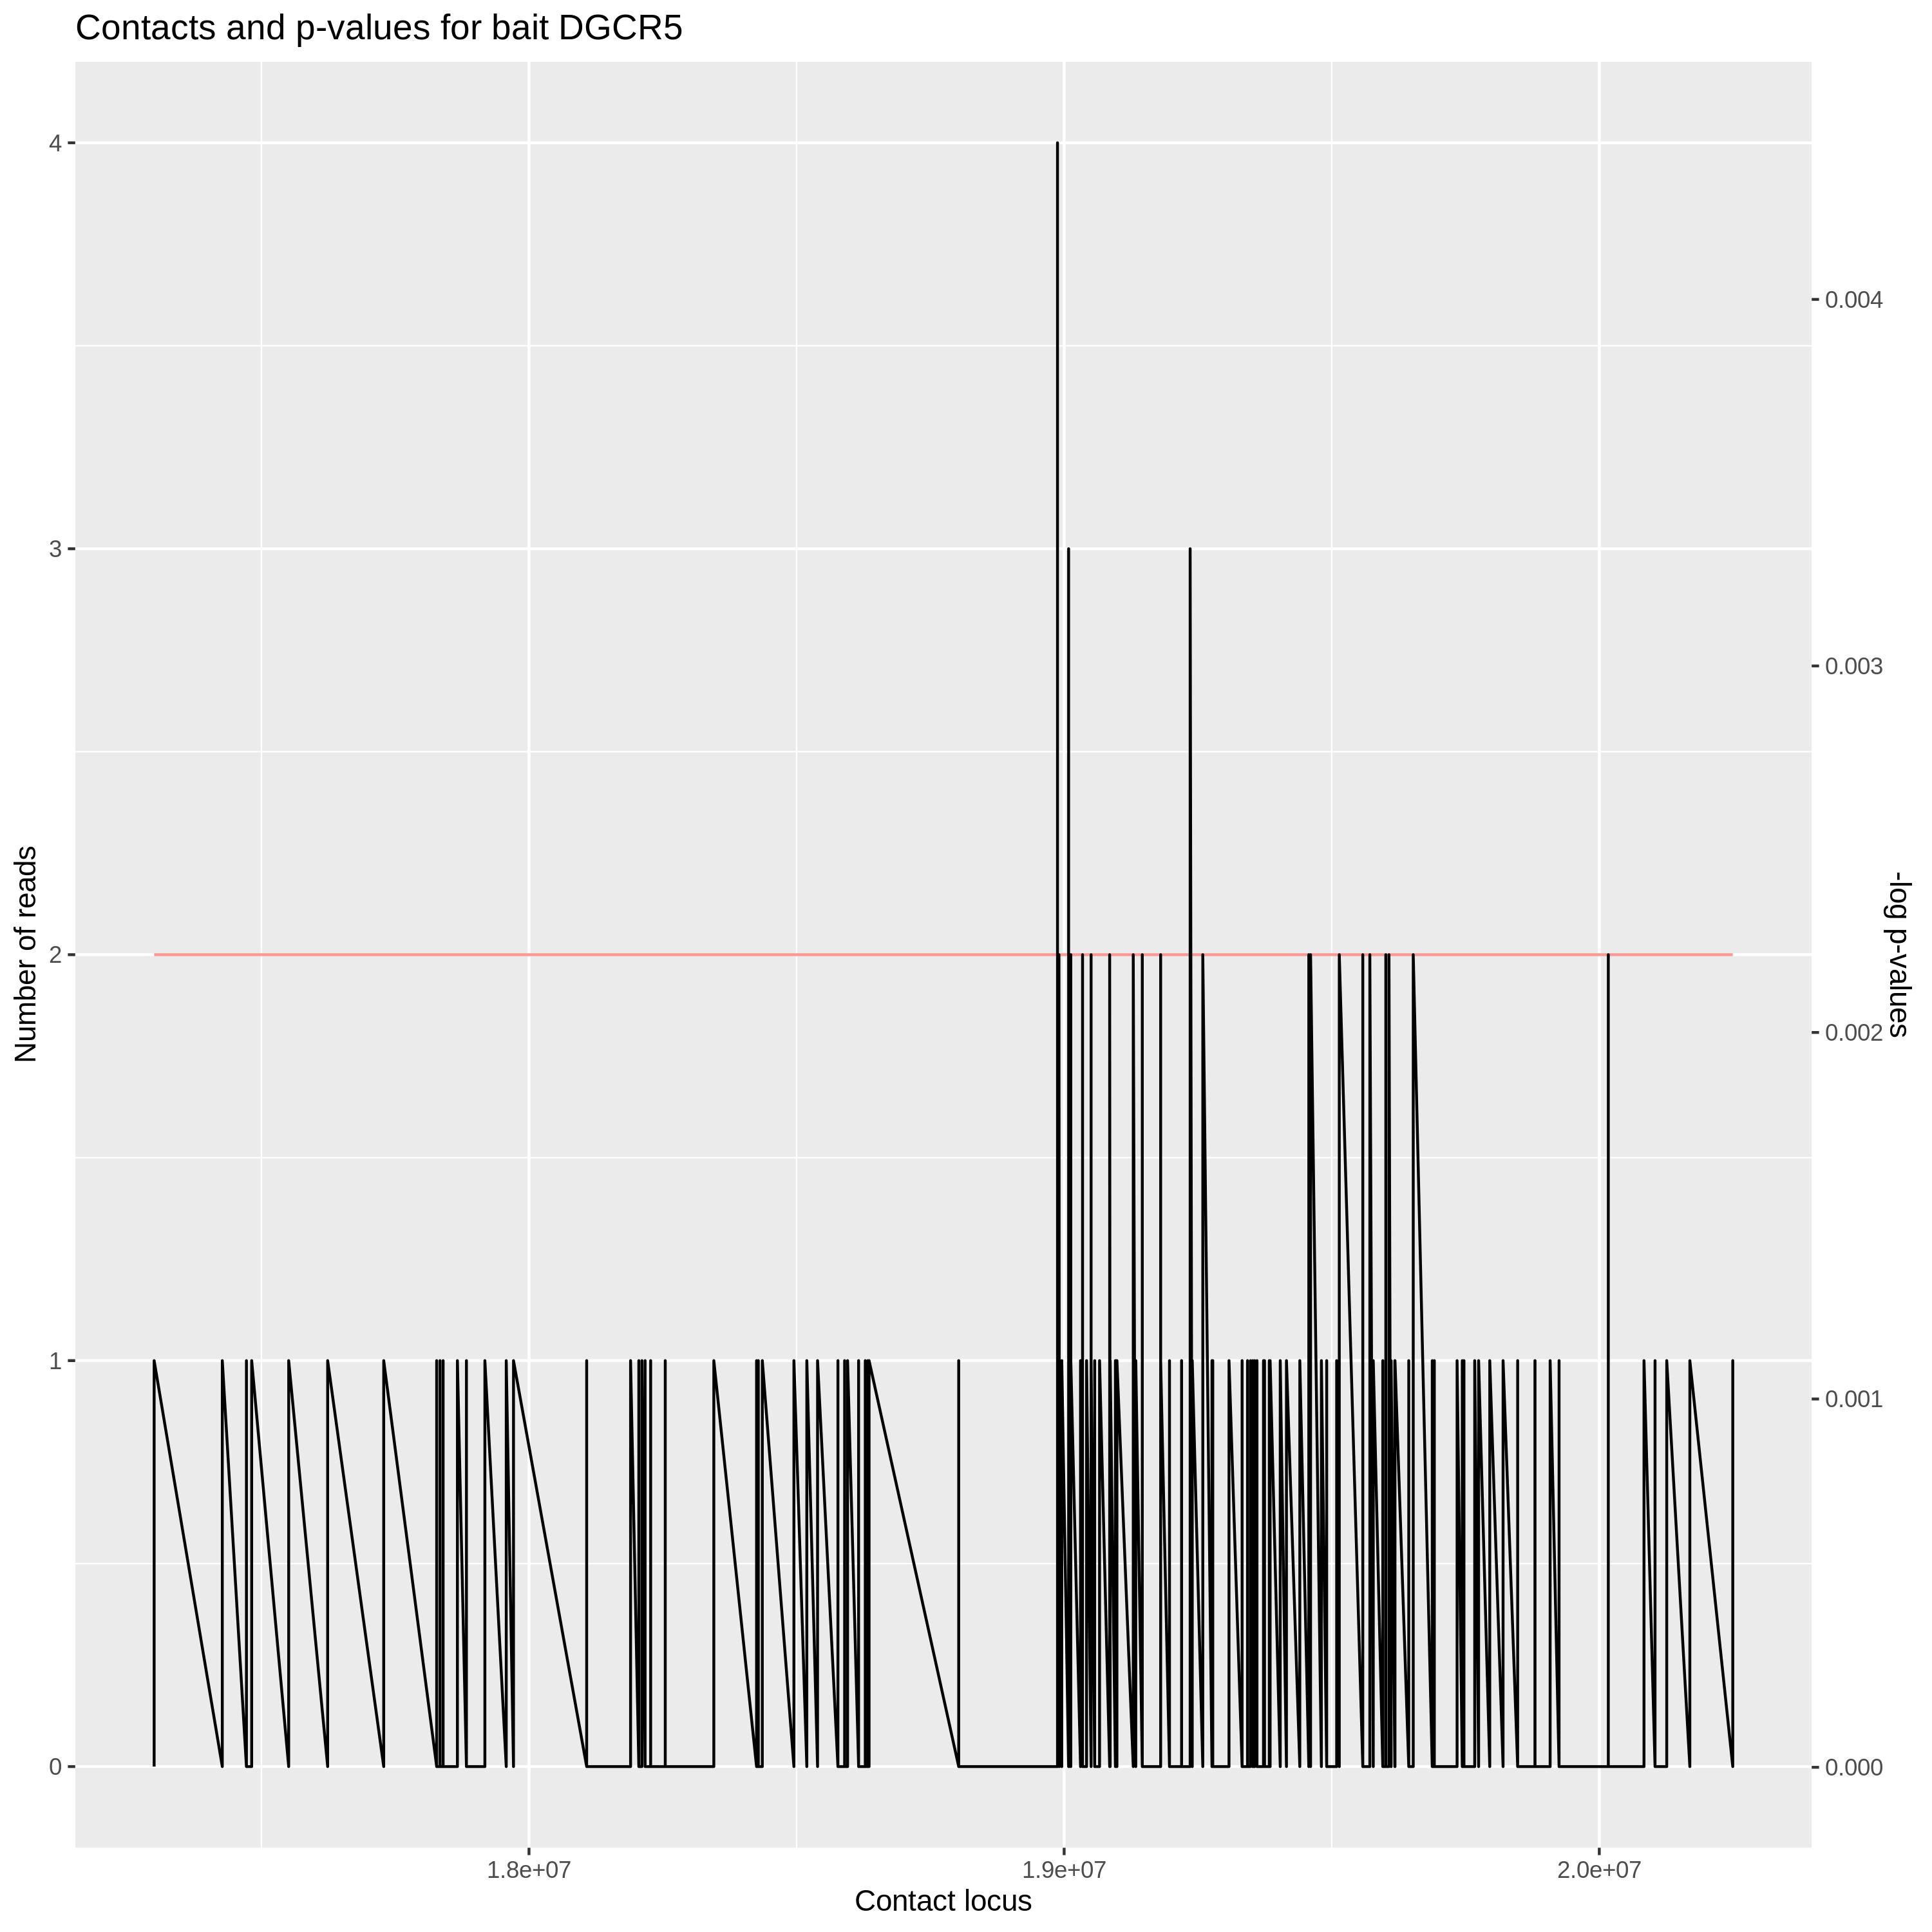 Contacts and p-values for bait DGCR5
Number of reads
4
3
2
1
0
0.004
0.003
0.002
0.001
0.000
-log p-values
1.8e+07
1.9e+07
2.0e+07
Contact locus